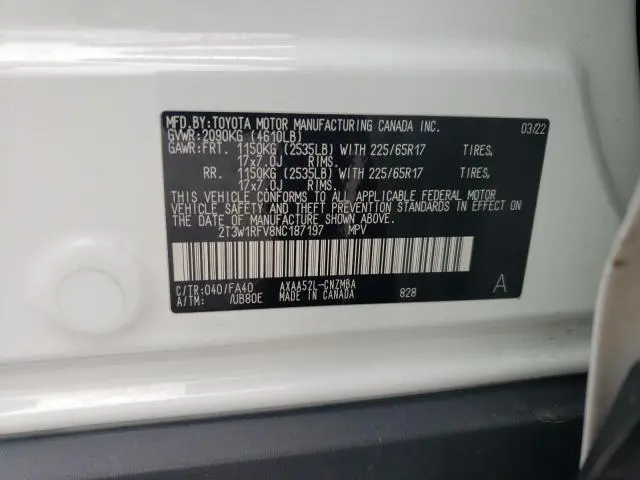 MFD.BY:TOYOTA MOTOR MANUFACTURING CANADA INC. 03/22
GVWR:2090KG (4610LB)
GAWR:FRT. 1150KG (2535LB) WITH 225/65R17 TIRES,
17x7.0J RIMS.
RR. 1150KG (2535LB) WITH 225/65R17 TIRES,
17x7.0J RIMS.
THIS VEHICLE CONFORMS TO ALL APPLICABLE FEDERAL MOTOR
VEHICLE SAFETY AND THEFT PREVENTION STANDARDS IN EFFECT ON
THE DATE OF MANUFACTURE SHOWN ABOVE.
2T3W1RFV8NC187197 MPV
C/TR:040/FA40 AXAA52L-CNZMBA
A/TM: /UB80E MADE IN CANADA 828 A